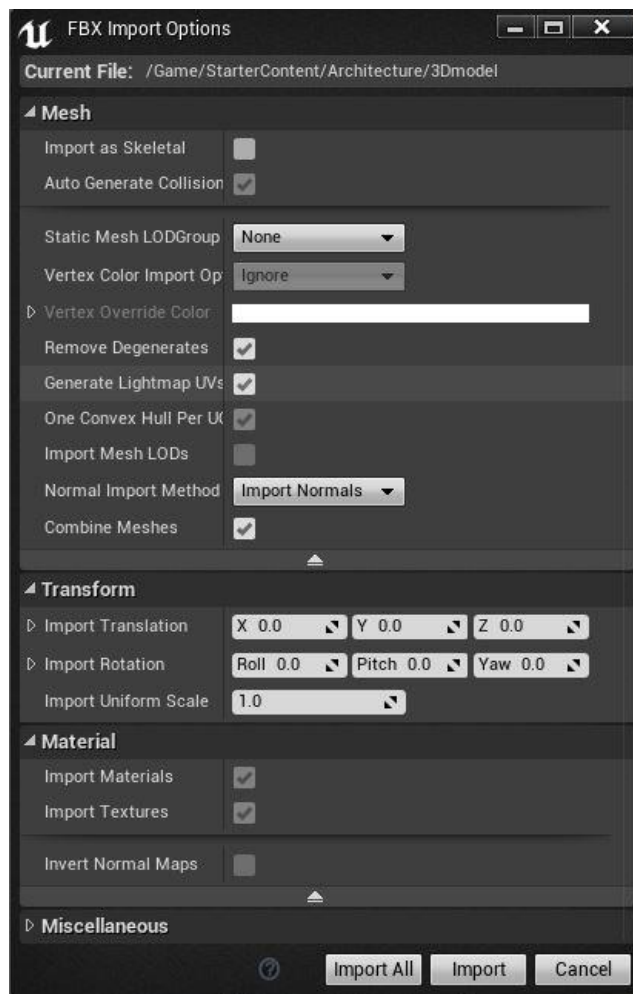 FBX Import Options
Current File: /Game/StarterContent/Architecture/3Dmodel
Mesh
Import as Skeletal
Auto Generate Collision
Static Mesh LODGroup None
Vertex Color Import Op Ignore
Vertex Override Color
Remove Degenerates
Generate Lightmap UVs
One Convex Hull Per UC
Import Mesh LODs
Normal Import Method Import Normals
Combine Meshes
Transform
Import Translation X 0.0 Y 0.0 Z 0.0
Import Rotation Roll 0.0 Pitch 0.0 Yaw 0.0
Import Uniform Scale 1.0
Material
Import Materials
Import Textures
Invert Normal Maps
Miscellaneous
Import All Import Cancel